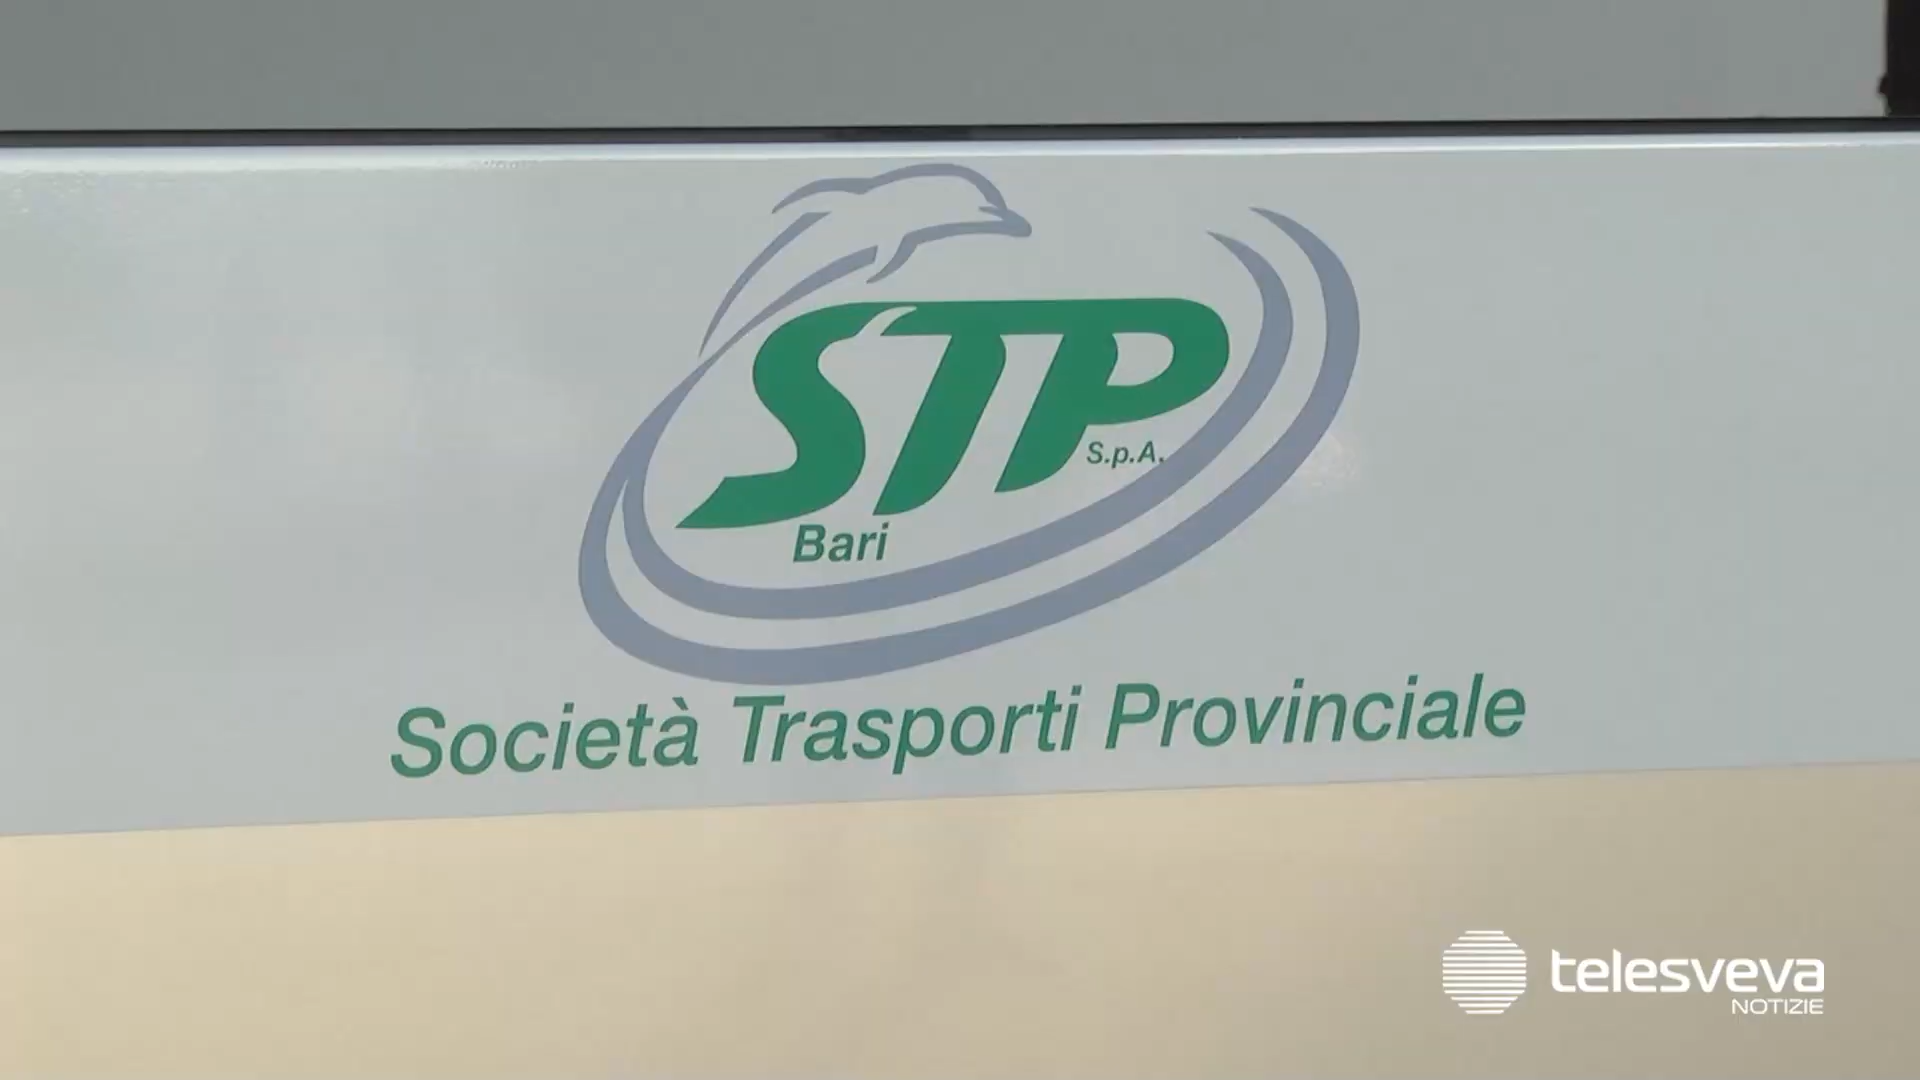 STP
S.p.A.
Bari
Società Trasporti Provinciale
telesveva
NOTIZIE